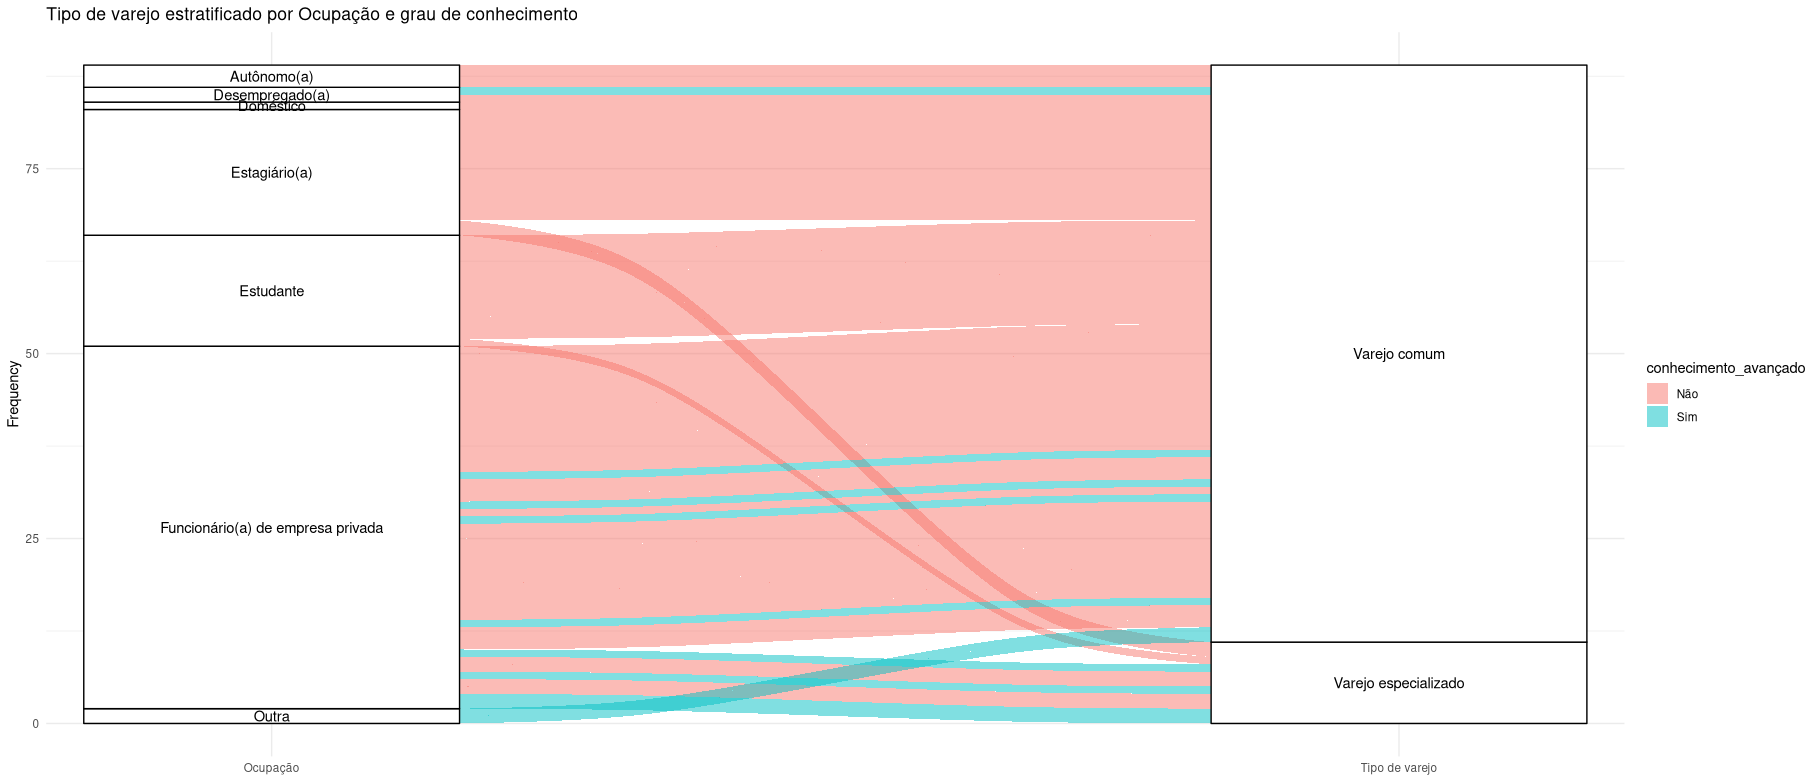 Tipo de varejo estratificado por Ocupação e grau de conhecimento
Autônomo(a)
Desempregado(a)
Doméstico
Estagiário(a)
Estudante
Funcionário(a) de empresa privada
Outra
Varejo comum
Varejo especializado
Frequency
75
50
25
0
Ocupação
Tipo de varejo
conhecimento_avançado
Não
Sim